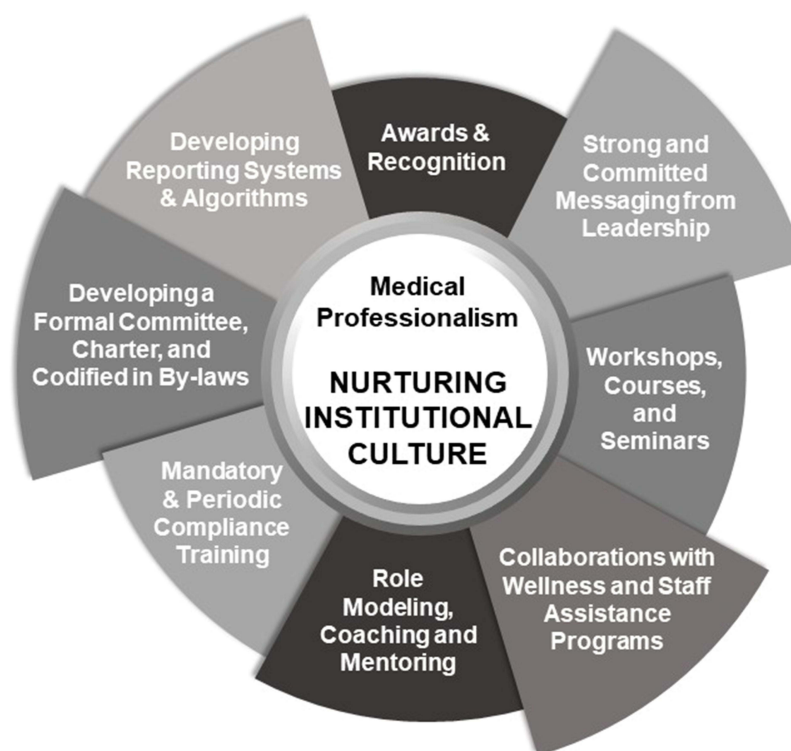 Awards &
Recognition
Strong and
Committed
Messaging from
Leadership
Workshops,
Courses,
and
Seminars
Collaborations with
Wellness and Staff
Assistance
Programs
Role
Modeling,
Coaching and
Mentoring
Mandatory
& Periodic
Compliance
Training
Developing a
Formal Committee,
Charter, and
Codified in By-laws
Developing
Reporting Systems
& Algorithms
Medical
Professionalism
NURTURING
INSTITUTIONAL
CULTURE